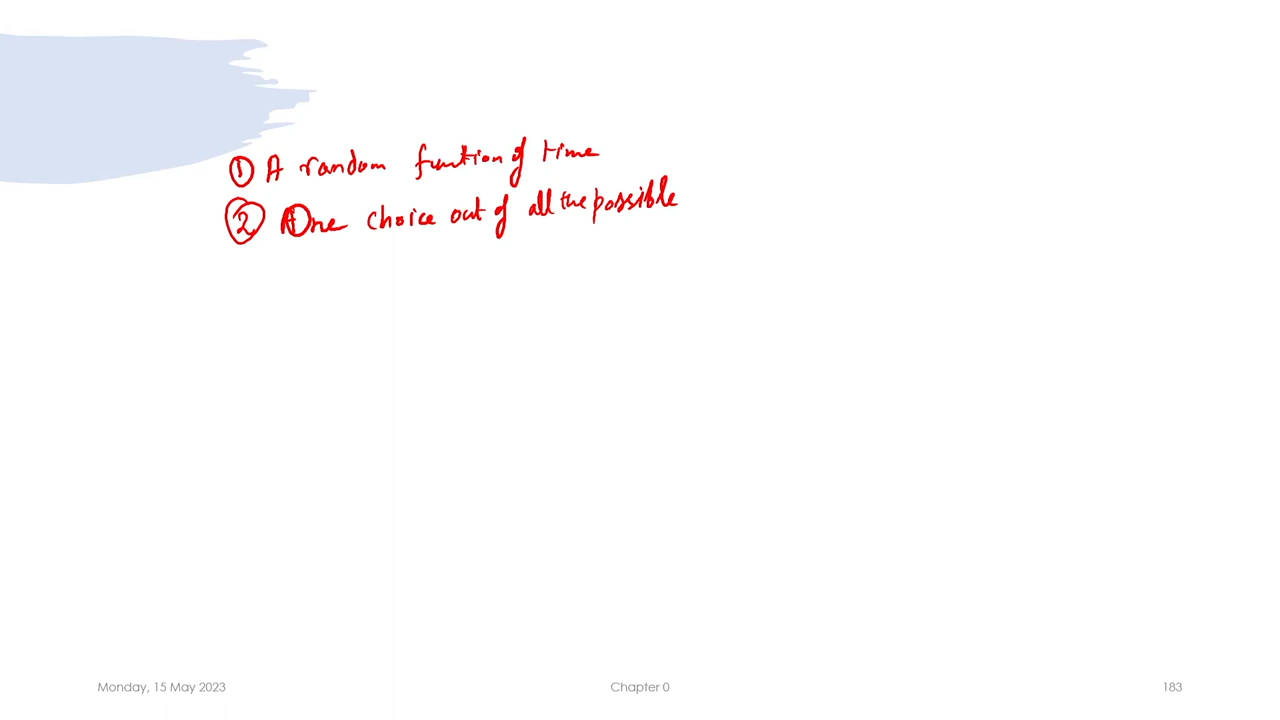 ① A random function of time
② One choice out of all the possible
Monday, 15 May 2023
Chapter 0
183